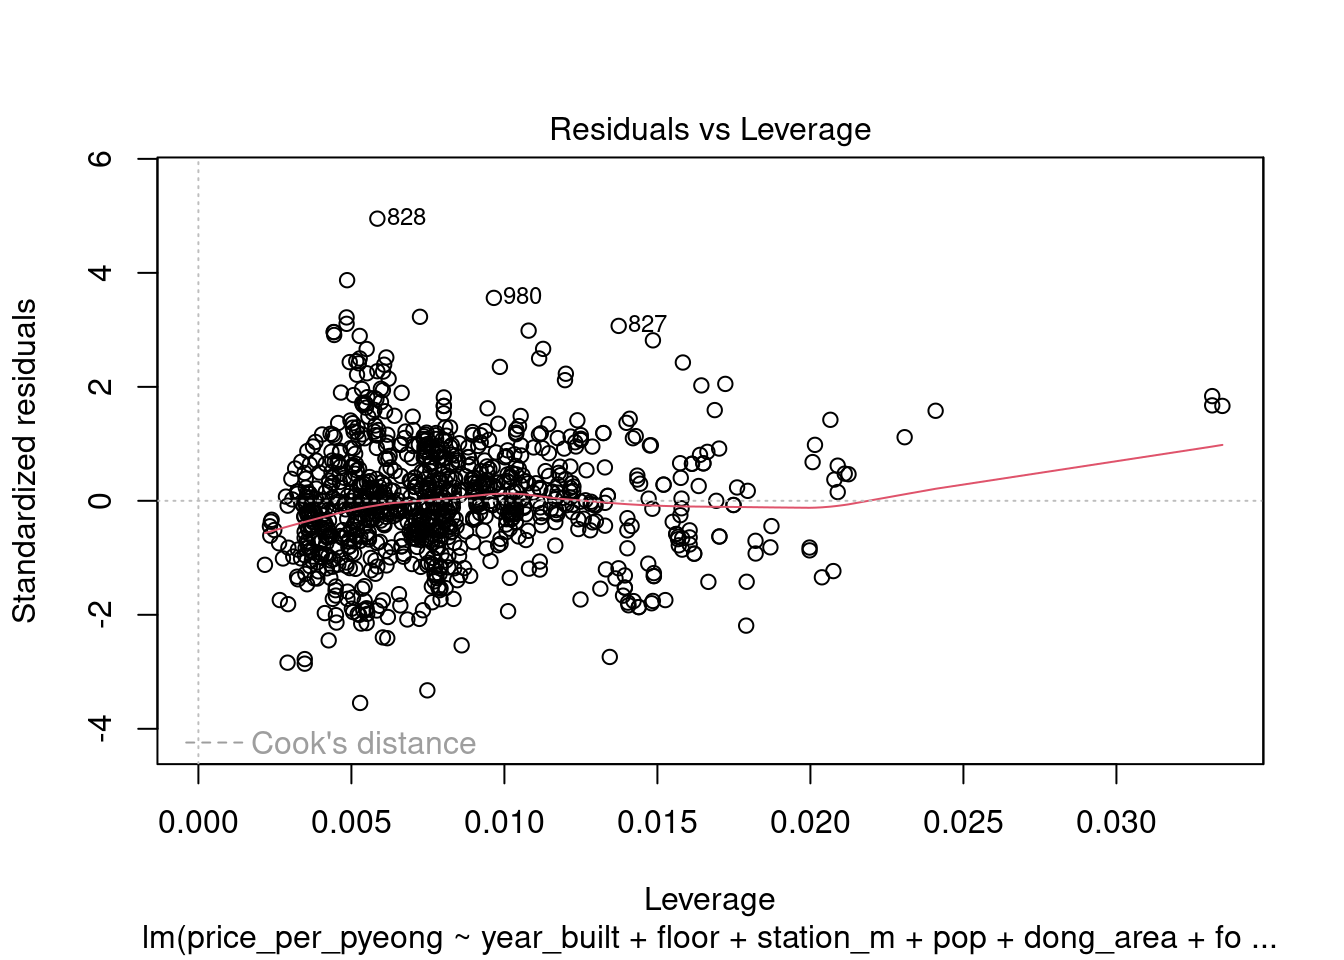 Residuals vs Leverage
6
4
2
0
-2
-4
Standardized residuals
828
980
827
Cook's distance
0.000 0.005 0.010 0.015 0.020 0.025 0.030
Leverage
lm(price_per_pyeong ~ year_built + floor + station_m + pop + dong_area + fo ...